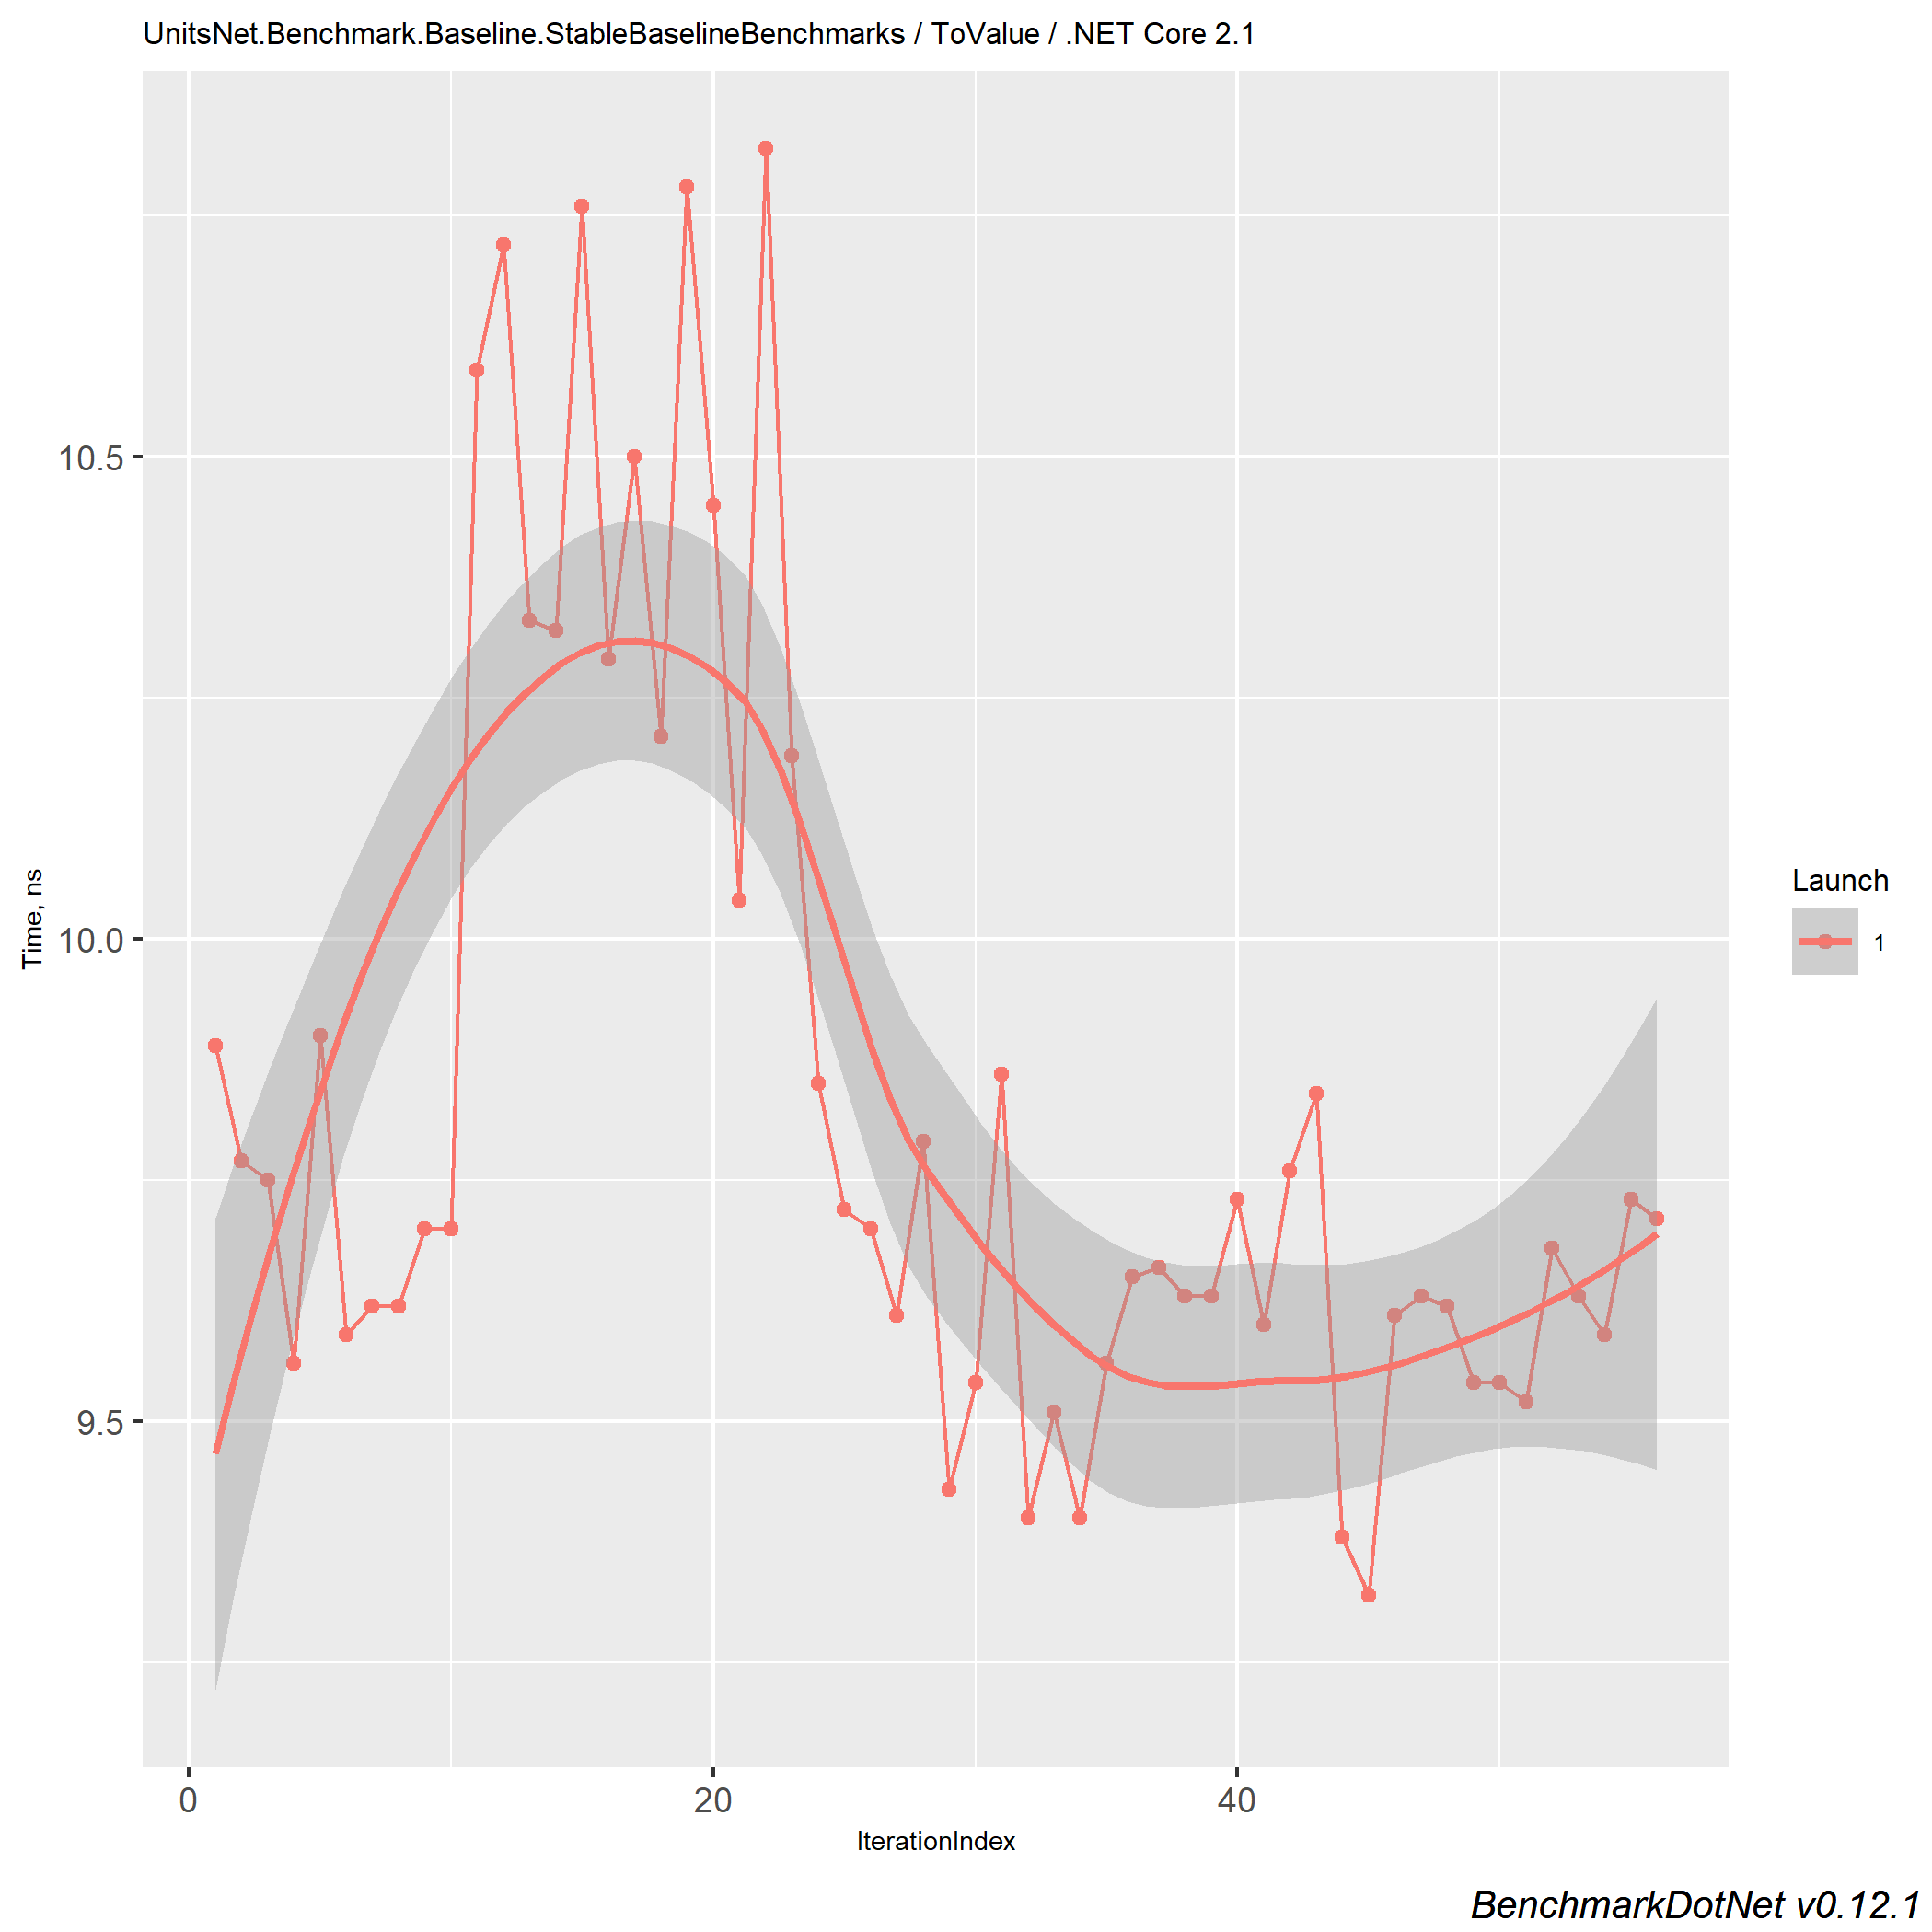 UnitsNet.Benchmark.Baseline.StableBaselineBenchmarks / ToValue / .NET Core 2.1
Time, ns
10.5
10.0
9.5
0 20 40
IterationIndex
Launch
1
BenchmarkDotNet v0.12.1